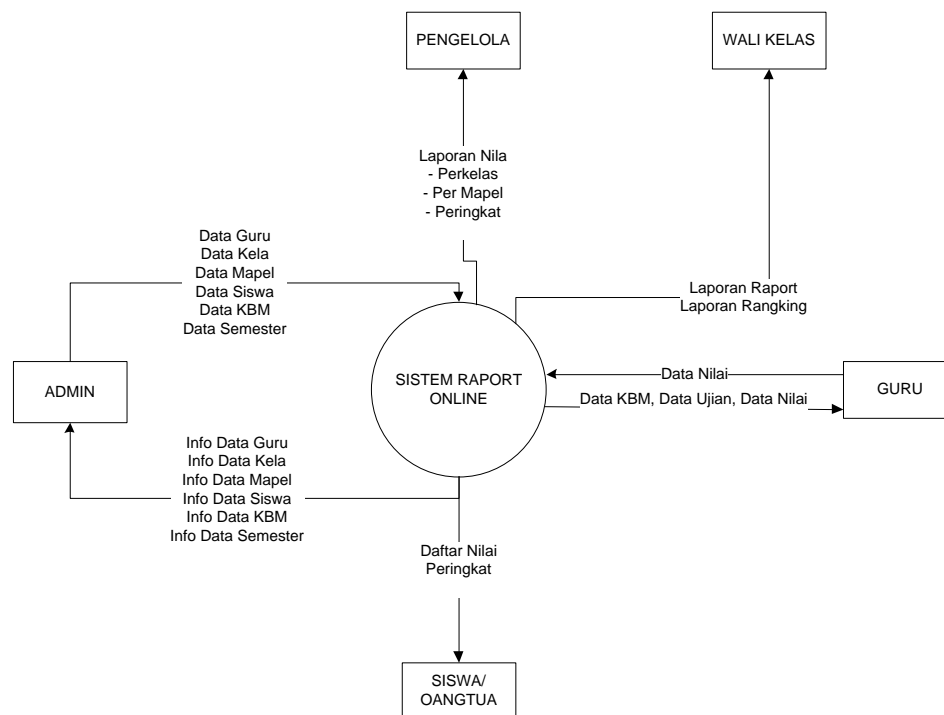 PENGELOLA
WALI KELAS
Laporan Nila
- Perkelas
- Per Mapel
- Peringkat
Data Guru
Data Kela
Data Mapel
Data Siswa
Data KBM
Data Semester
Laporan Raport
Laporan Rangking
ADMIN
SISTEM RAPORT
ONLINE
Data Nilai
Data KBM, Data Ujian, Data Nilai
GURU
Info Data Guru
Info Data Kela
Info Data Mapel
Info Data Siswa
Info Data KBM
Info Data Semester
Daftar Nilai
Peringkat
SISWA/
OANGTUA